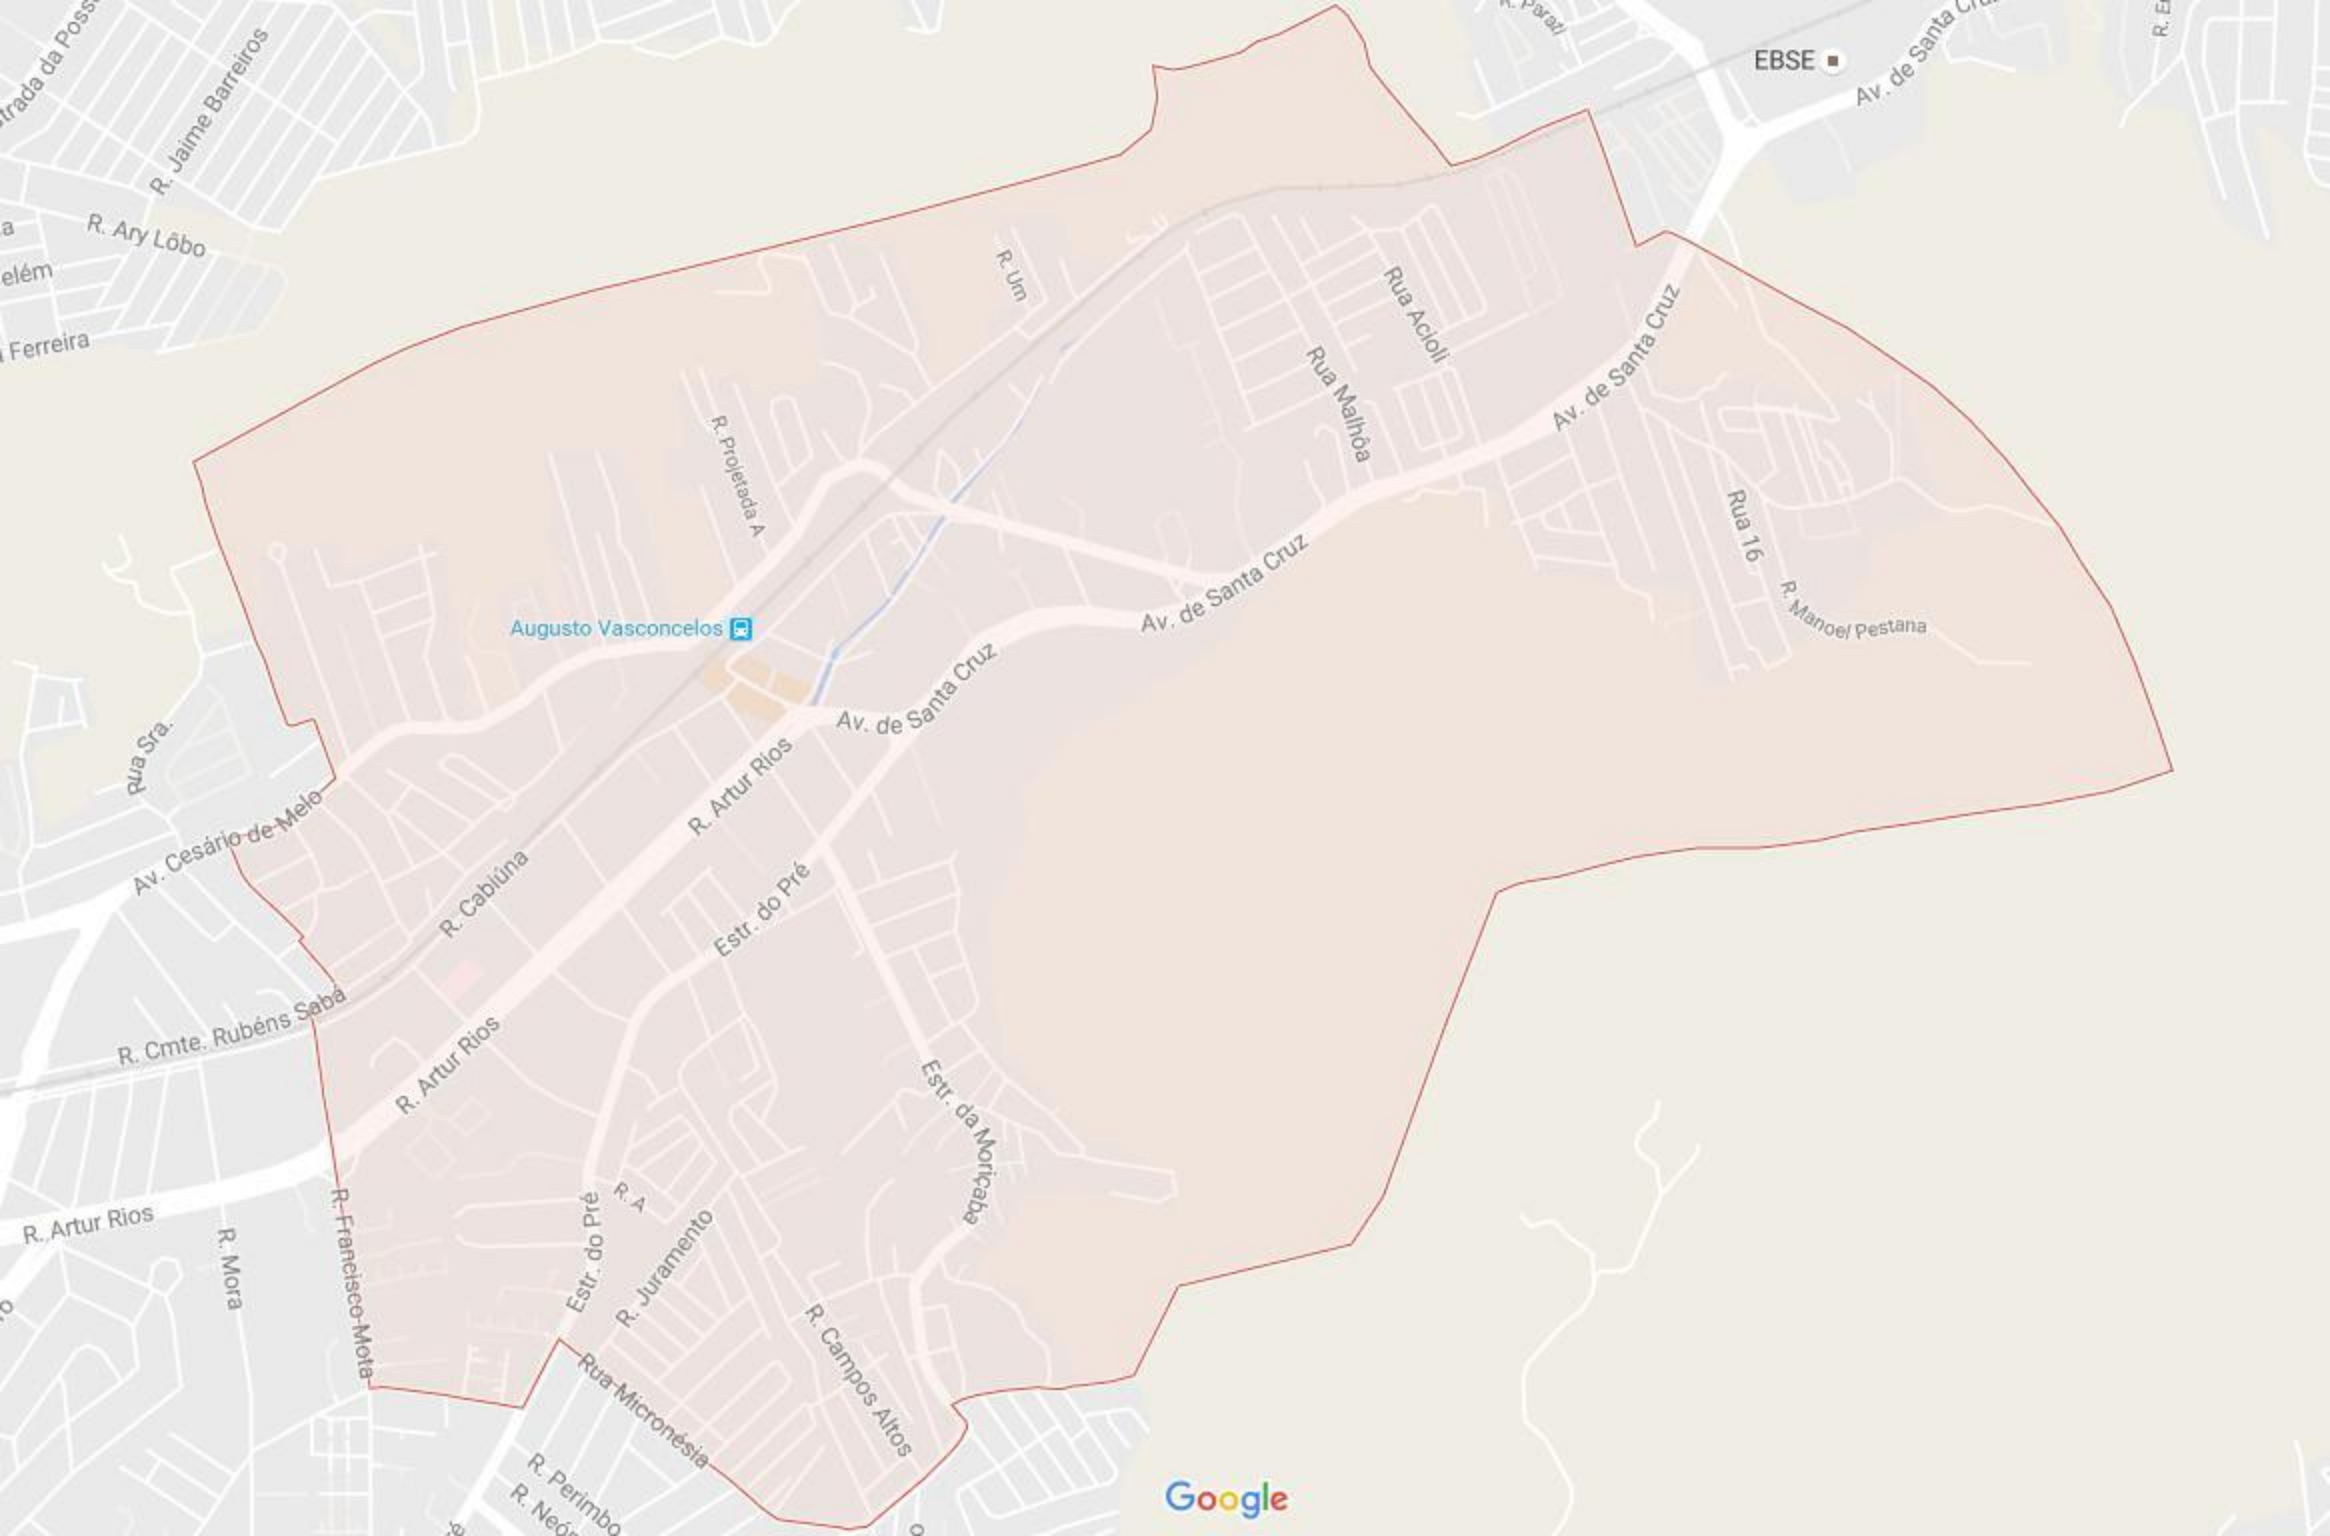 R. Parazi
EBSE
Av. de Santa Cruz
R. Jaime Barreiros
R. Ary Lôbo
elém
Ferreira
R. Um
Rua Acioli
Av. de Santa Cruz
Rua Malhôa
R. Projetada A
Rua 16
Av. de Santa Cruz
R. Manoel Pestana
Augusto Vasconcelos
Av. de Santa Cruz
Rua Sra.
R. Artur Rios
Av. Cesário de Melo
R. Cabiúna
Estr. do Pré
R. Cmte. Rubéns Sabá
R. Artur Rios
Estr. da Moriçaba
R. A
R. Artur Rios
R. Francisco Mota
R. Mora
Estr. do Pré
R. Juramento
R. Campos Altos
Rua Micronésia
R. Perimbo
Google